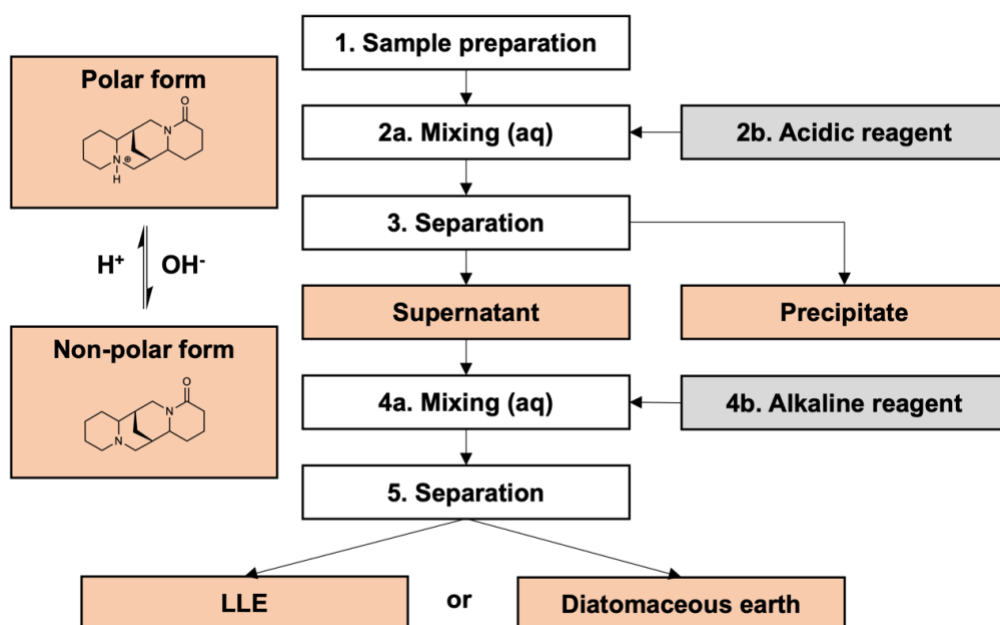 1. Sample preparation
Polar form
O
N
N⊕
H
2a. Mixing (aq)
2b. Acidic reagent
3. Separation
H⁺
OH⁻
Supernatant
Precipitate
Non-polar form
O
N
N
4a. Mixing (aq)
4b. Alkaline reagent
5. Separation
LLE
or
Diatomaceous earth